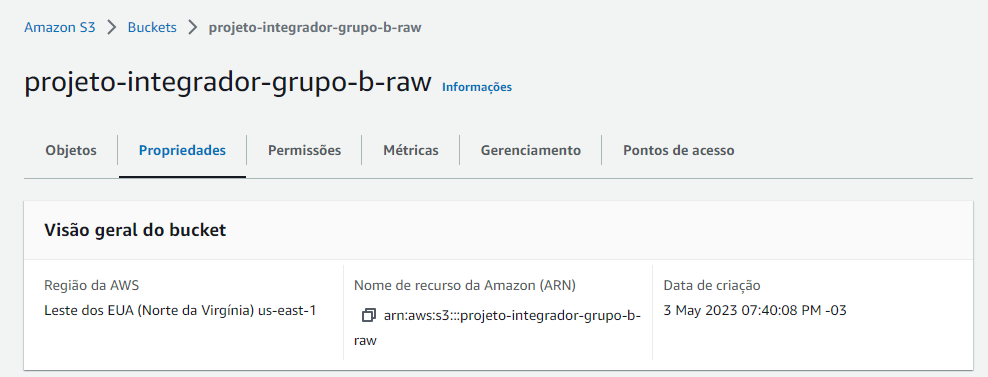 Amazon S3 > Buckets > projeto-integrador-grupo-b-raw
projeto-integrador-grupo-b-raw Informações
Objetos Propriedades Permissões Métricas Gerenciamento Pontos de acesso
Visão geral do bucket
Região da AWS
Leste dos EUA (Norte da Virgínia) us-east-1
Nome de recurso da Amazon (ARN)
arn:aws:s3:::projeto-integrador-grupo-b-
raw
Data de criação
3 May 2023 07:40:08 PM -03